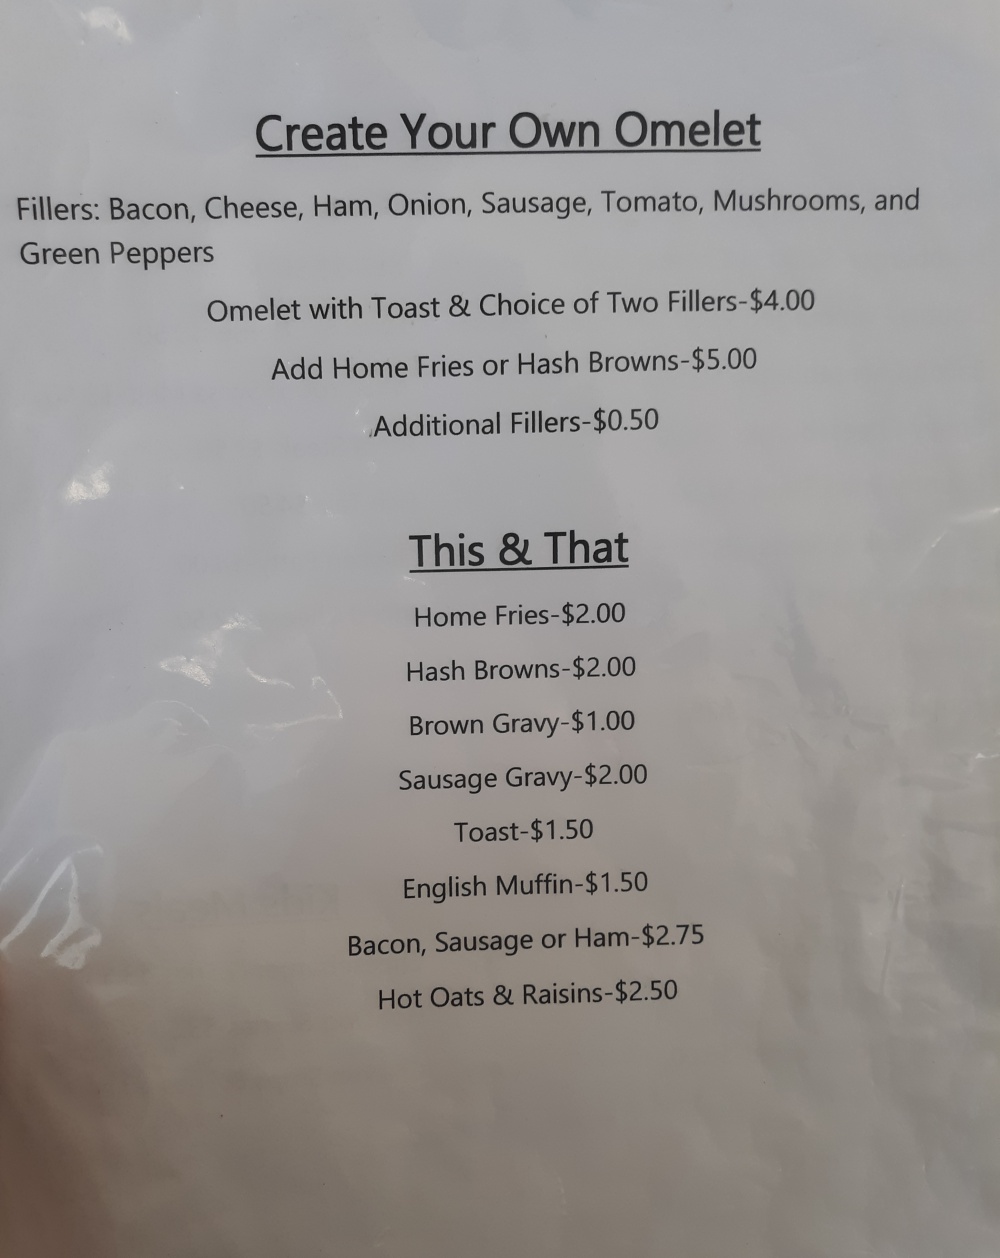 Create Your Own Omelet
Fillers: Bacon, Cheese, Ham, Onion, Sausage, Tomato, Mushrooms, and
Green Peppers
Omelet with Toast & Choice of Two Fillers-$4.00
Add Home Fries or Hash Browns-$5.00
Additional Fillers-$0.50
This & That
Home Fries-$2.00
Hash Browns-$2.00
Brown Gravy-$1.00
Sausage Gravy-$2.00
Toast-$1.50
English Muffin-$1.50
Bacon, Sausage or Ham-$2.75
Hot Oats & Raisins-$2.50